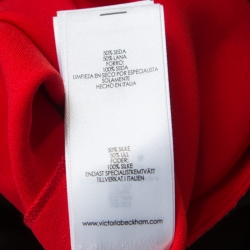 50% SEDA
50% LANA
FORRO:
100% SEDA
LIMPIEZA EN SECO POR ESPECIALISTA
SOLAMENTE
HECHO EN ITALIA
50% SILKE
50% ULL
FODER:
100% SILKE
ENDAST SPECIALKEMTVÄTT
TILLVERKAT I ITALIEN
www.victoriabeckham.com